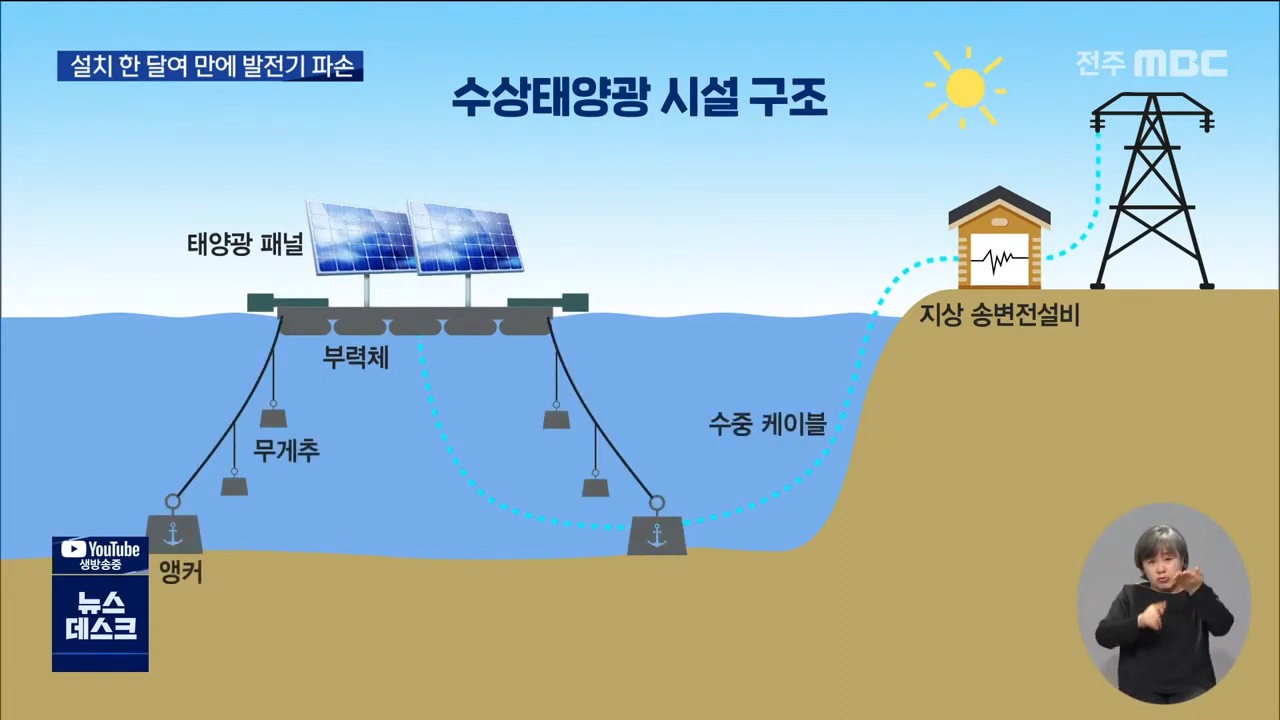 설치 한 달여 만에 발전기 파손
전주 MBC
수상태양광 시설 구조
태양광 패널
지상 송변전설비
부력체
수중 케이블
무게추
앵커
YouTube
생방송중
뉴스
데스크